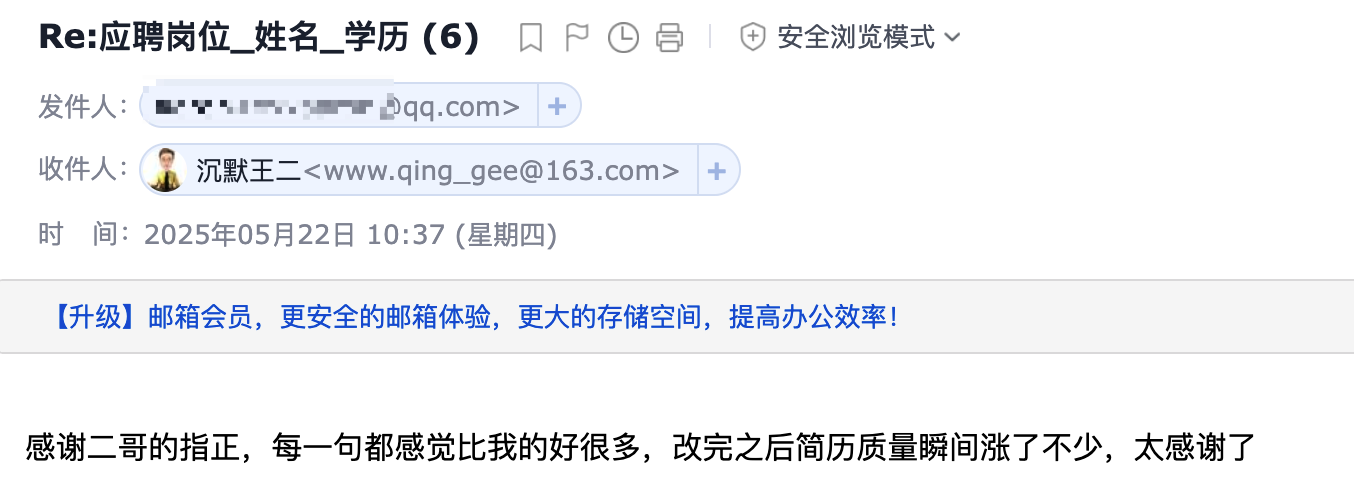 Re:应聘岗位_姓名_学历 (6) 安全浏览模式
发件人： @qq.com> +
收件人： 沉默王二<www.qing_gee@163.com> +
时 间： 2025年05月22日 10:37 (星期四)
【升级】邮箱会员，更安全的邮箱体验，更大的存储空间，提高办公效率！
感谢二哥的指正，每一句都感觉比我的好很多，改完之后简历质量瞬间涨了不少，太感谢了